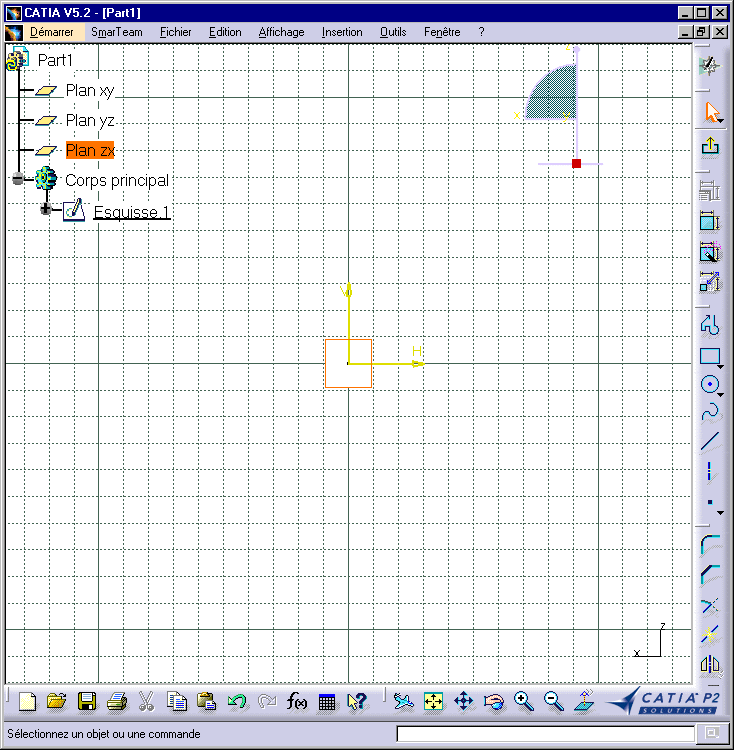 CATIA V5.2 - [Part1]
Démarrer SmarTeam Fichier Edition Affichage Insertion Outils Fenêtre ?
Part1
Plan xy
Plan yz
Plan zx
Corps principal
Esquisse.1
x
V
H
z
x
f(x)
CATIA P2
SOLUTIONS
Sélectionnez un objet ou une commande